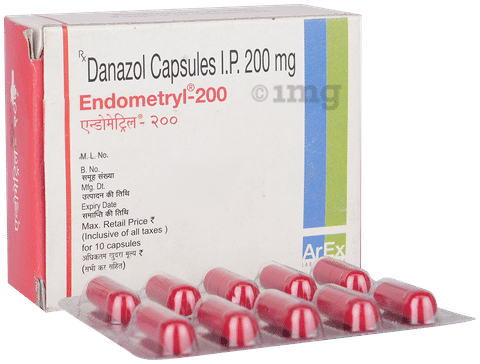 Rx Danazol Capsules I.P. 200 mg
Endometryl®-200
एन्डोमेट्रिल®- २००
1mg
M. L. No.
B. No.
समूह संख्या
Mfg. Dt.
उत्पादन की तिथि
Expiry Date
समाप्ति की तिथि
Max. Retail Price ₹
(Inclusive of all taxes )
for 10 capsules
अधिकतम खुदरा मूल्य ₹
(सभी कर सहित)
ArEx